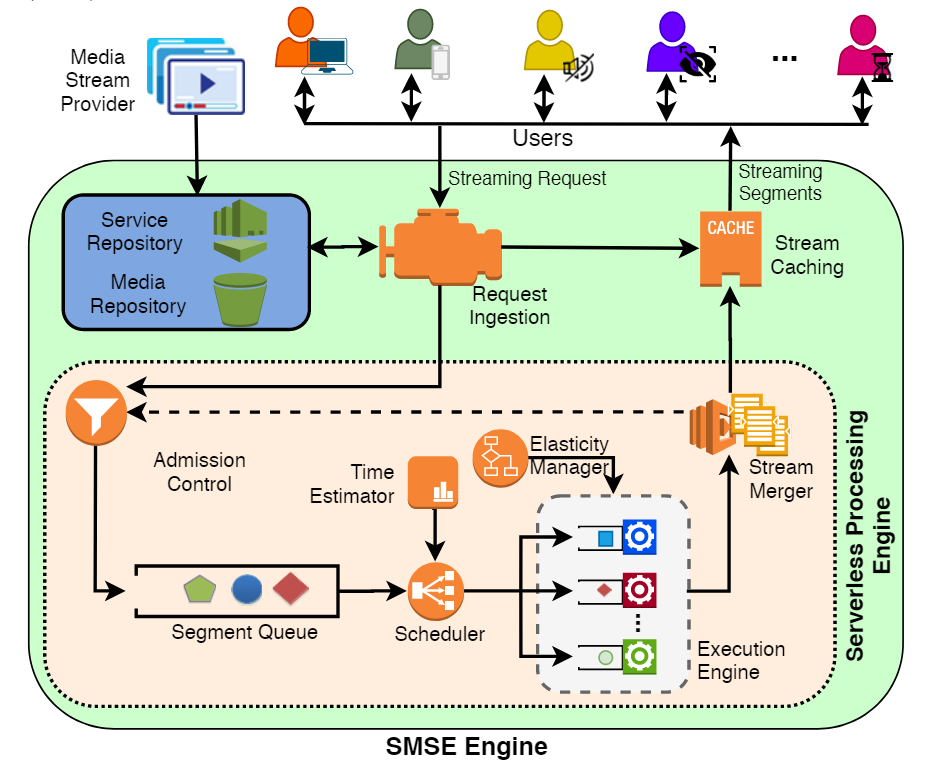 Media
Stream
Provider
...
Users
Streaming Request
Streaming
Segments
Service
Repository
Media
Repository
CACHE
Stream
Caching
Request
Ingestion
Admission
Control
Time
Estimator
Elasticity
Manager
Stream
Merger
Serverless Processing
Engine
Segment Queue
Scheduler
Execution
Engine
SMSE Engine